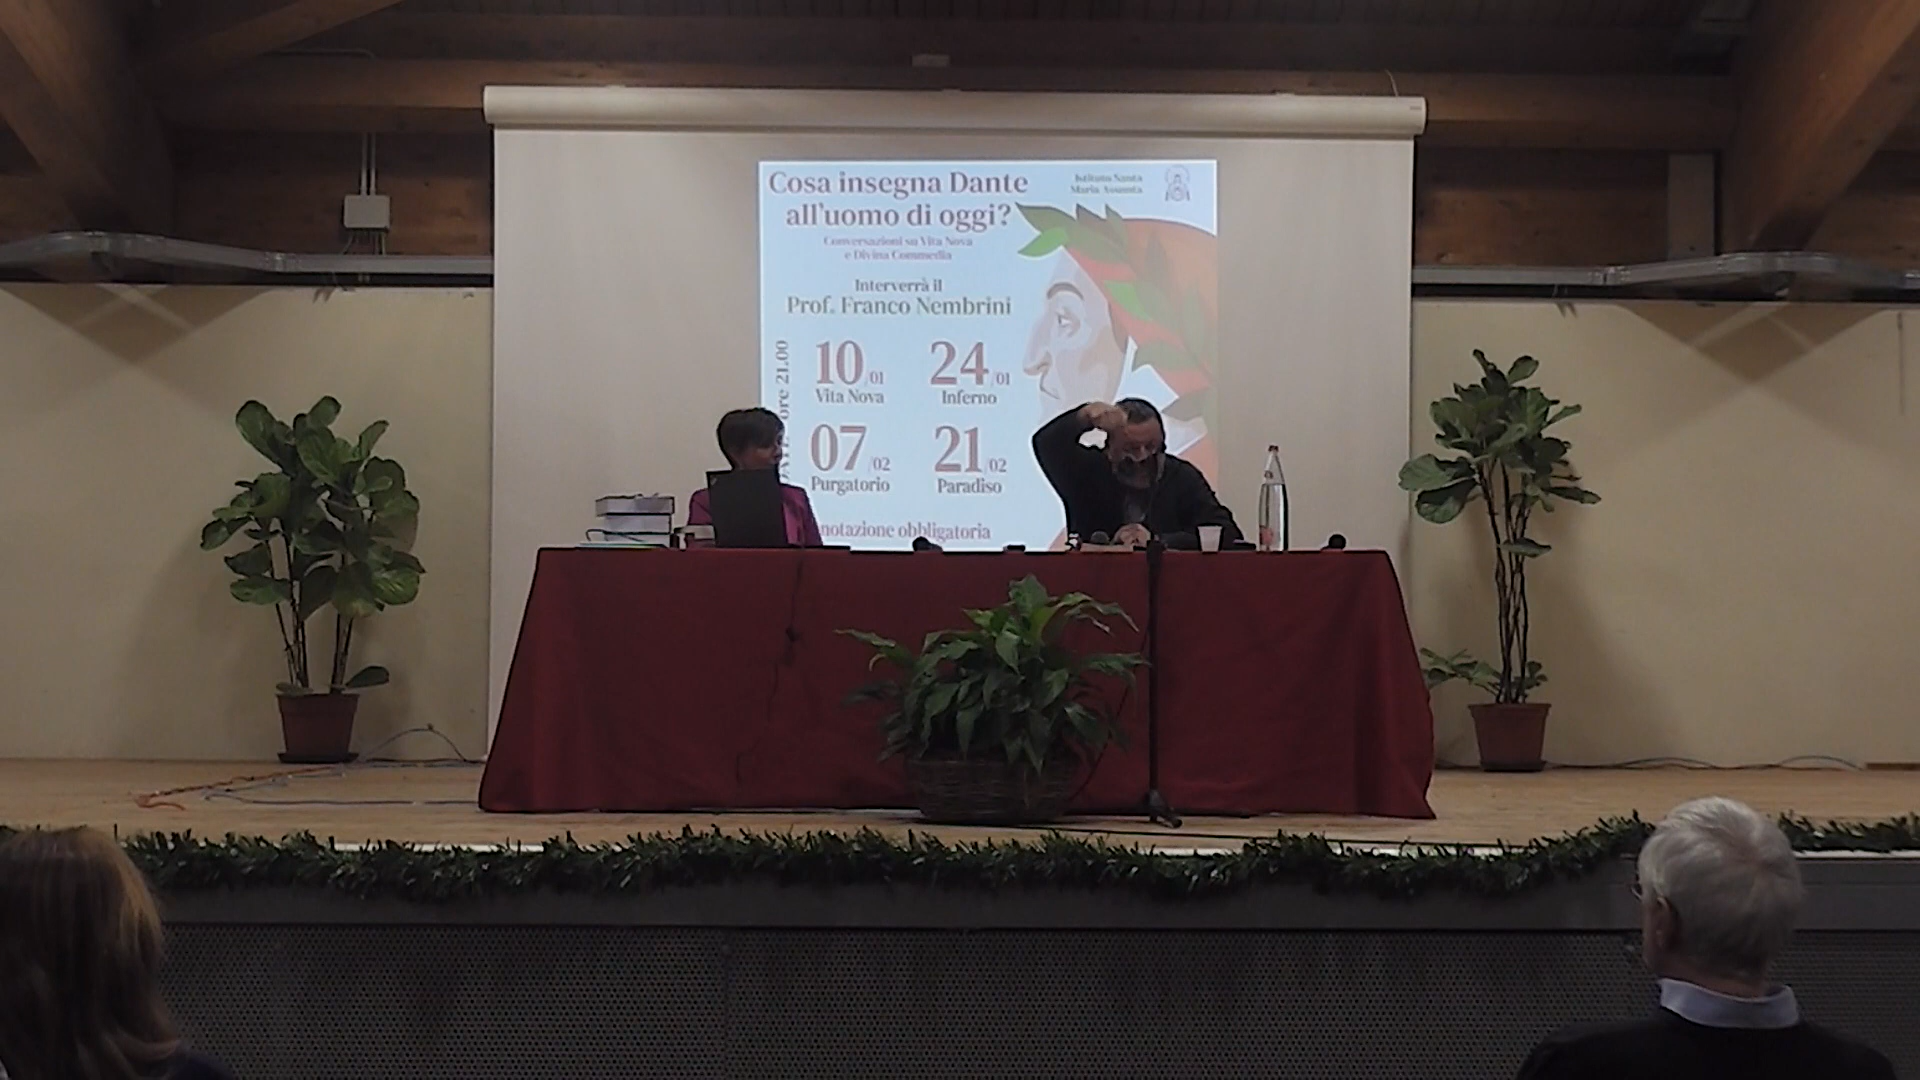 Cosa insegna Dante
all'uomo di oggi?
Istituto Santa
Maria Assunta
Conversazioni su Vita Nova
e Divina Commedia
Interverrà il
Prof. Franco Nembrini
10/01
Vita Nova
24/01
Inferno
07/02
Purgatorio
21/02
Paradiso
ore 21.00
notazione obbligatoria